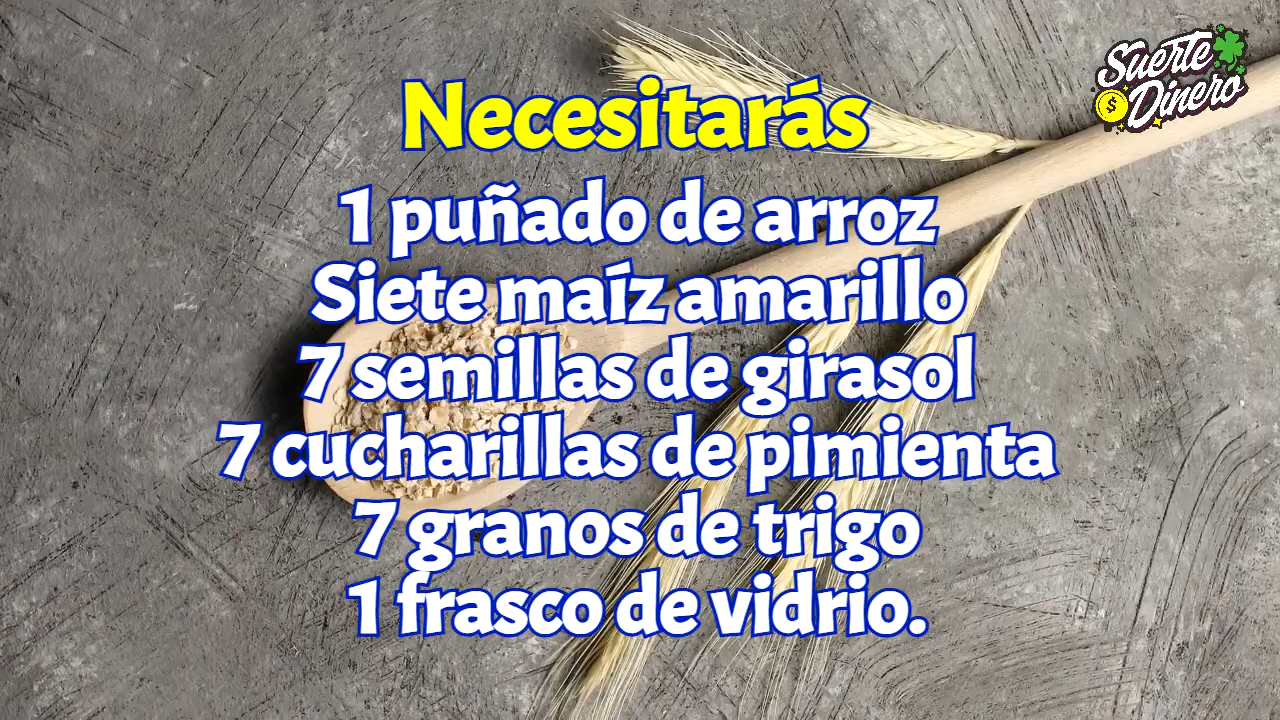 Suerte
Dinero
$
Necesitarás
1 puñado de arroz
Siete maíz amarillo
7 semillas de girasol
7 cucharillas de pimienta
7 granos de trigo
1 frasco de vidrio.